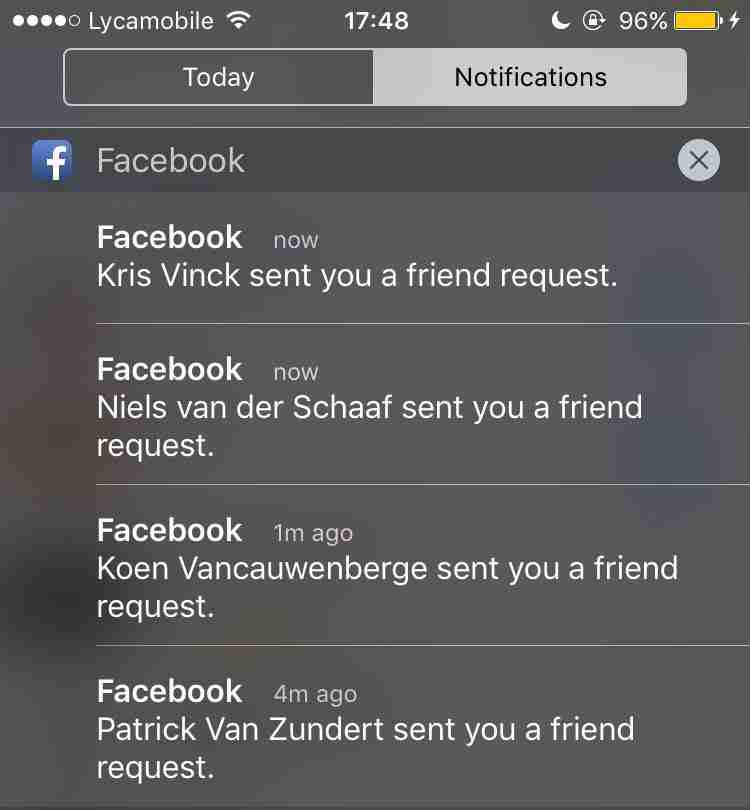 Lycamobile 17:48 96%
Today Notifications
Facebook
Facebook now
Kris Vinck sent you a friend request.
Facebook now
Niels van der Schaaf sent you a friend
request.
Facebook 1m ago
Koen Vancauwenberge sent you a friend
request.
Facebook 4m ago
Patrick Van Zundert sent you a friend
request.